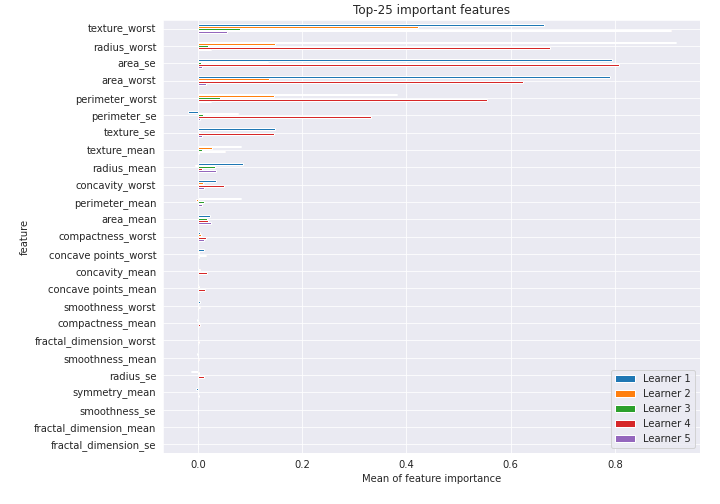 Top-25 important features
feature
texture_worst
radius_worst
area_se
area_worst
perimeter_worst
perimeter_se
texture_se
texture_mean
radius_mean
concavity_worst
perimeter_mean
area_mean
compactness_worst
concave points_worst
concavity_mean
concave points_mean
smoothness_worst
compactness_mean
fractal_dimension_worst
smoothness_mean
radius_se
symmetry_mean
smoothness_se
fractal_dimension_mean
fractal_dimension_se
Learner 1
Learner 2
Learner 3
Learner 4
Learner 5
0.0 0.2 0.4 0.6 0.8
Mean of feature importance